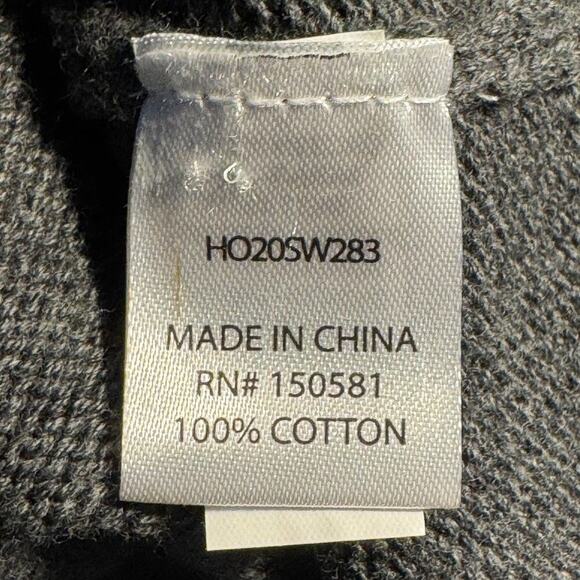 HO20SW283
MADE IN CHINA
RN# 150581
100% COTTON